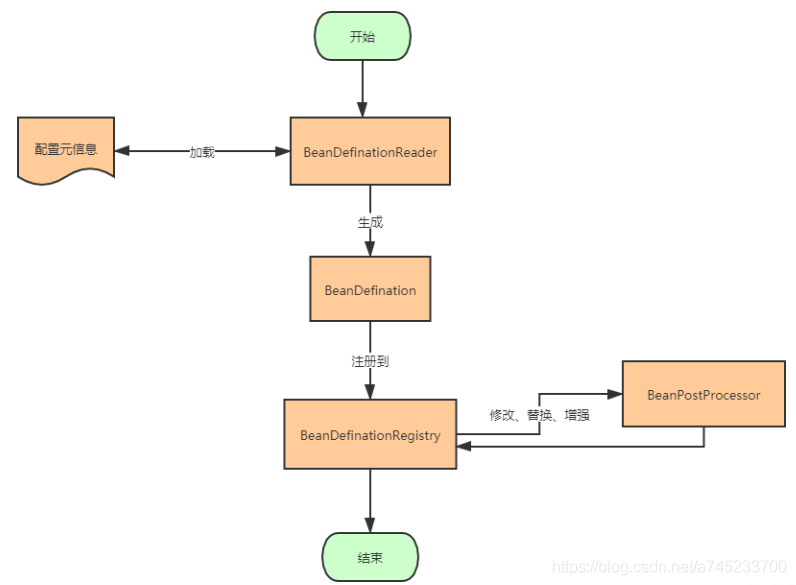 开始
配置元信息
加载
BeanDefinationReader
生成
BeanDefination
注册到
BeanDefinationRegistry
修改、替换、增强
BeanPostProcessor
结束
https://blog.csdn.net/a745233700